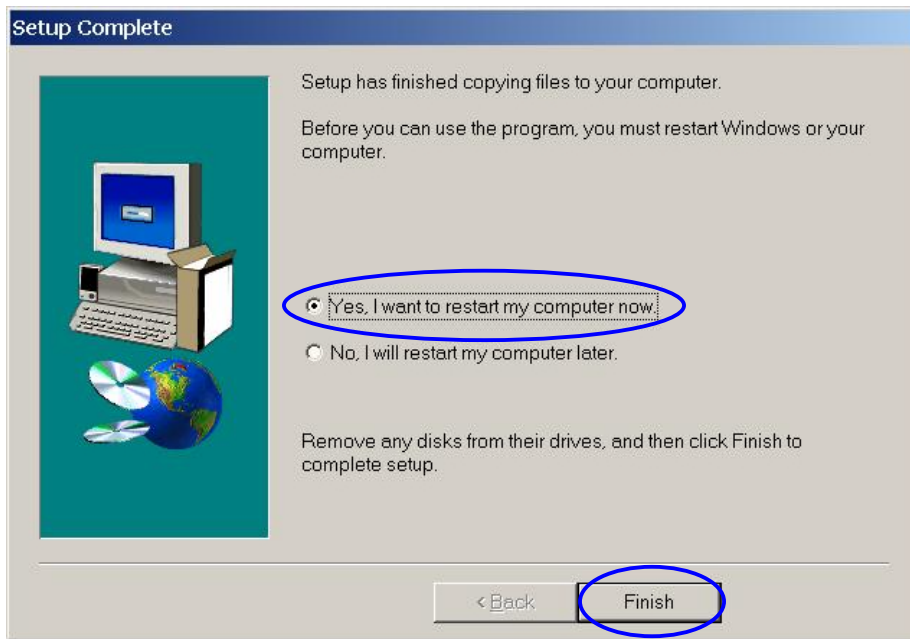 Setup Complete
Setup has finished copying files to your computer.
Before you can use the program, you must restart Windows or your
computer.
Yes, I want to restart my computer now.
No, I will restart my computer later.
Remove any disks from their drives, and then click Finish to
complete setup.
< Back
Finish